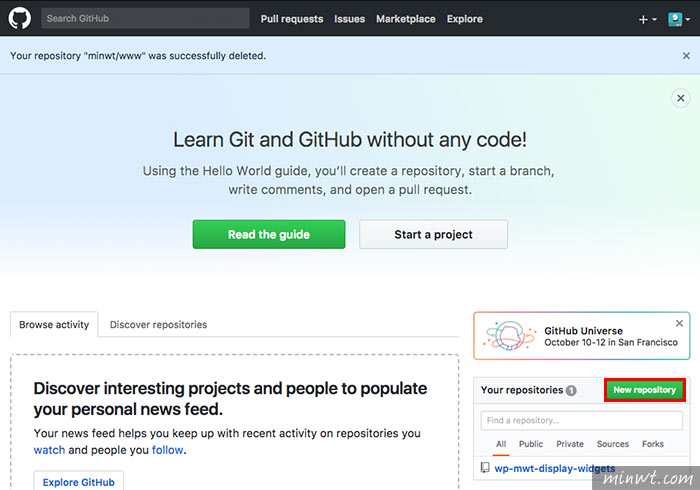 Search GitHub
Pull requests Issues Marketplace Explore
Your repository "minwt/www" was successfully deleted.
Learn Git and GitHub without any code!
Using the Hello World guide, you'll create a repository, start a branch,
write comments, and open a pull request.
Read the guide Start a project
Browse activity Discover repositories
Discover interesting projects and people to populate
your personal news feed.
Your news feed helps you keep up with recent activity on repositories you
watch and people you follow.
Explore GitHub
GitHub Universe
October 10-12 in San Francisco
Your repositories 1 New repository
Find a repository...
All Public Private Sources Forks
wp-mwt-display-widgets
minwt.com